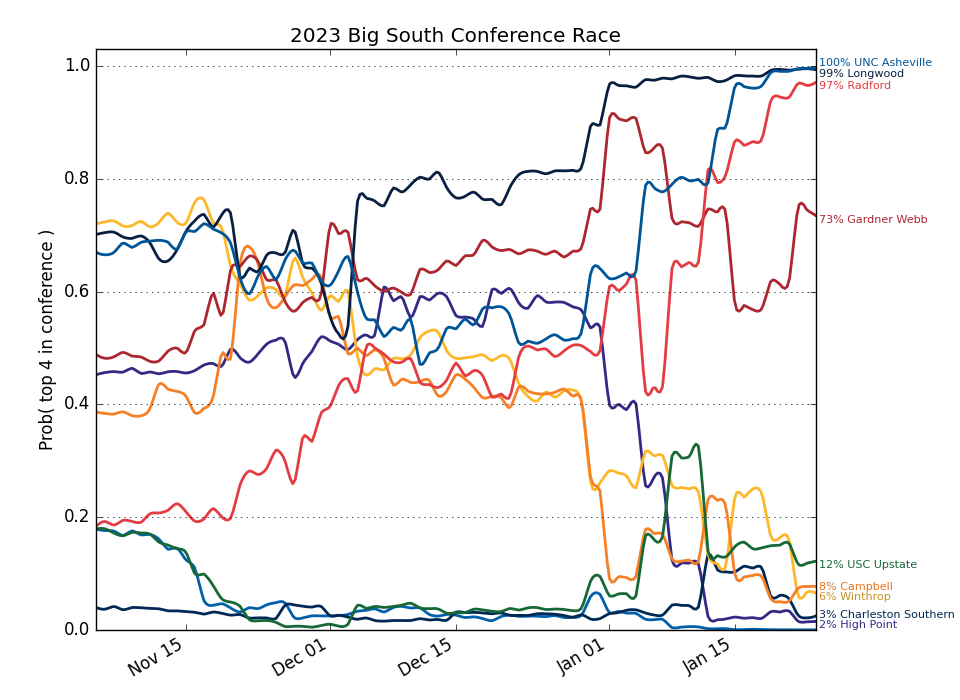 2023 Big South Conference Race
Prob( top 4 in conference )
1.0
0.8
0.6
0.4
0.2
0.0
Nov 15
Dec 01
Dec 15
Jan 01
Jan 15
100% UNC Asheville
99% Longwood
97% Radford
73% Gardner Webb
12% USC Upstate
8% Campbell
6% Winthrop
3% Charleston Southern
2% High Point